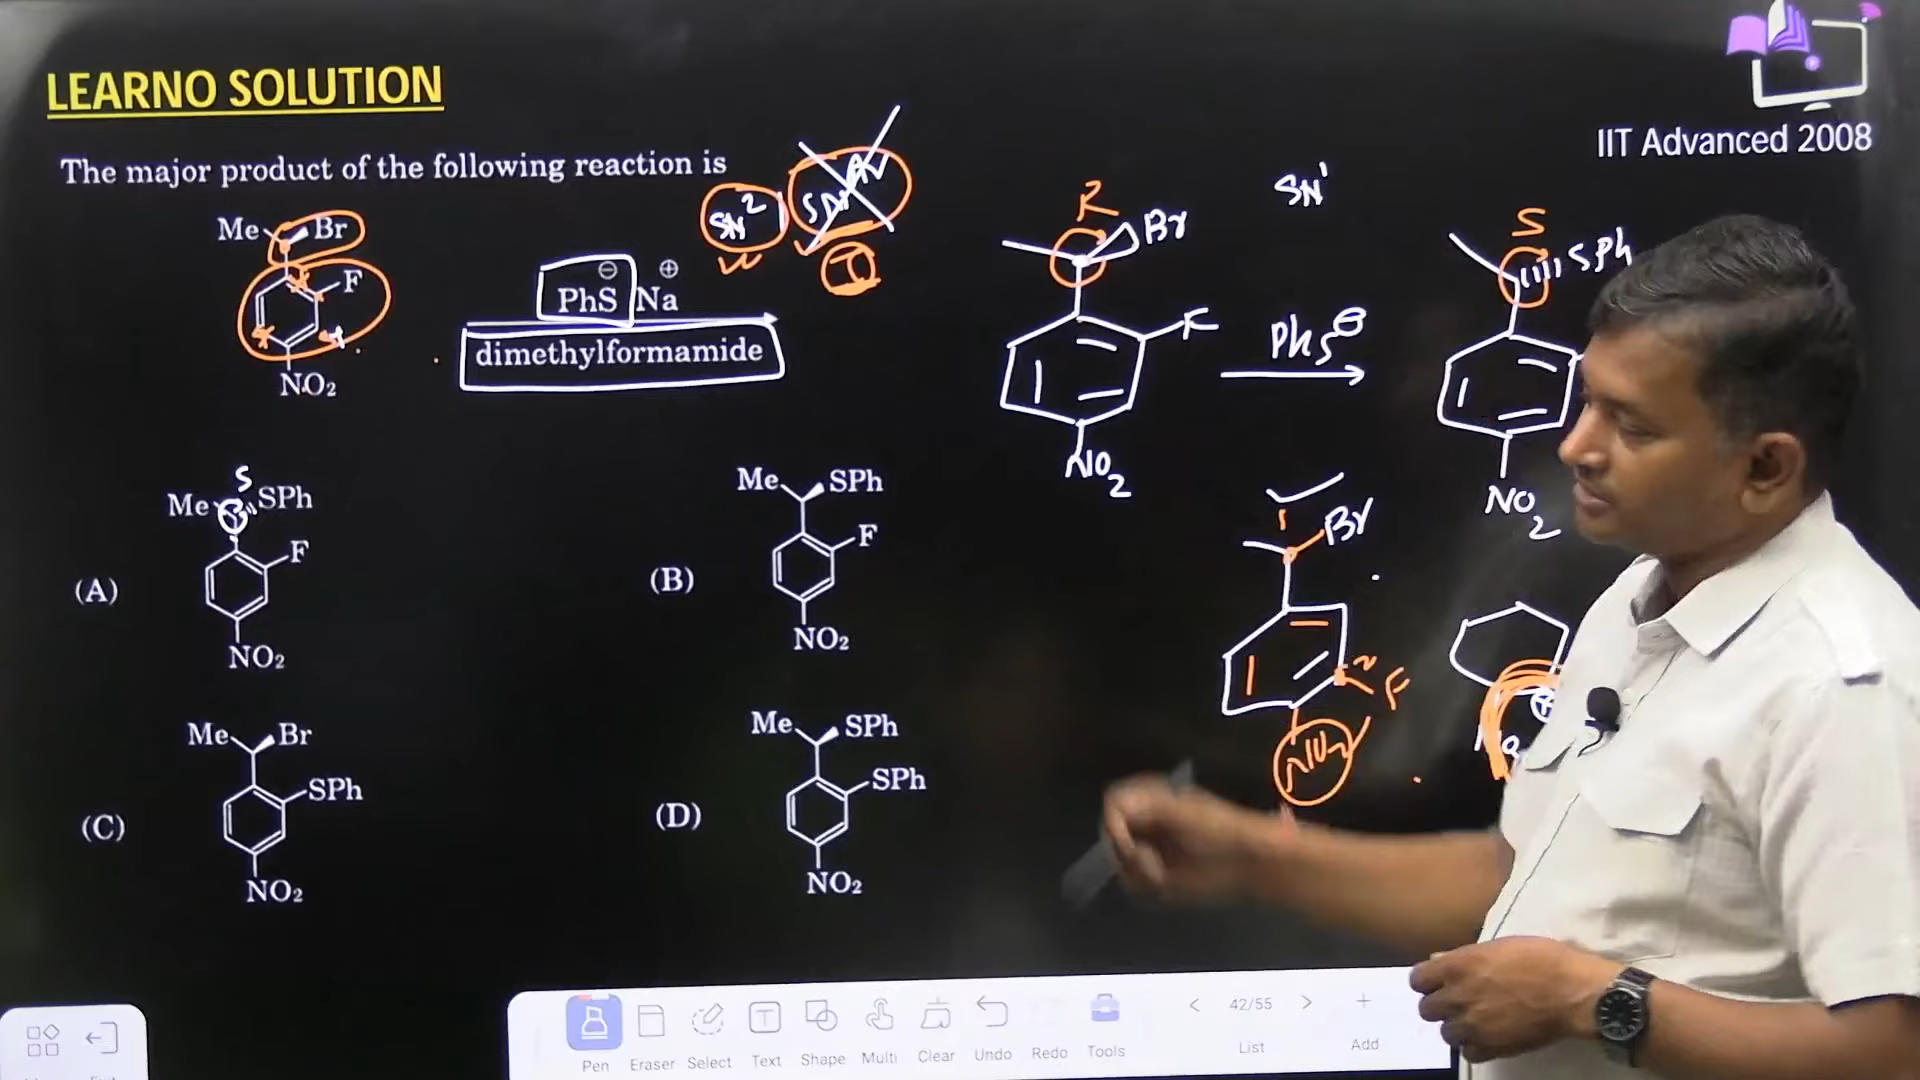 LEARNO SOLUTION
IIT Advanced 2008
The major product of the following reaction is
Me Br
F
NO2
PhS⊖ Na⊕
dimethylformamide
SN2
I
R
Br
F
NO2
PhS⊖
SN1
S
SPh
NO2
(A)
S
Me SPh
F
NO2
(B)
Me SPh
F
NO2
(C)
Me Br
SPh
NO2
(D)
Me SPh
SPh
NO2
Br
F
NO2
⊕
Pen Eraser Select Text Shape Multi Clear Undo Redo Tools
< 42/55 >
List
+
Add